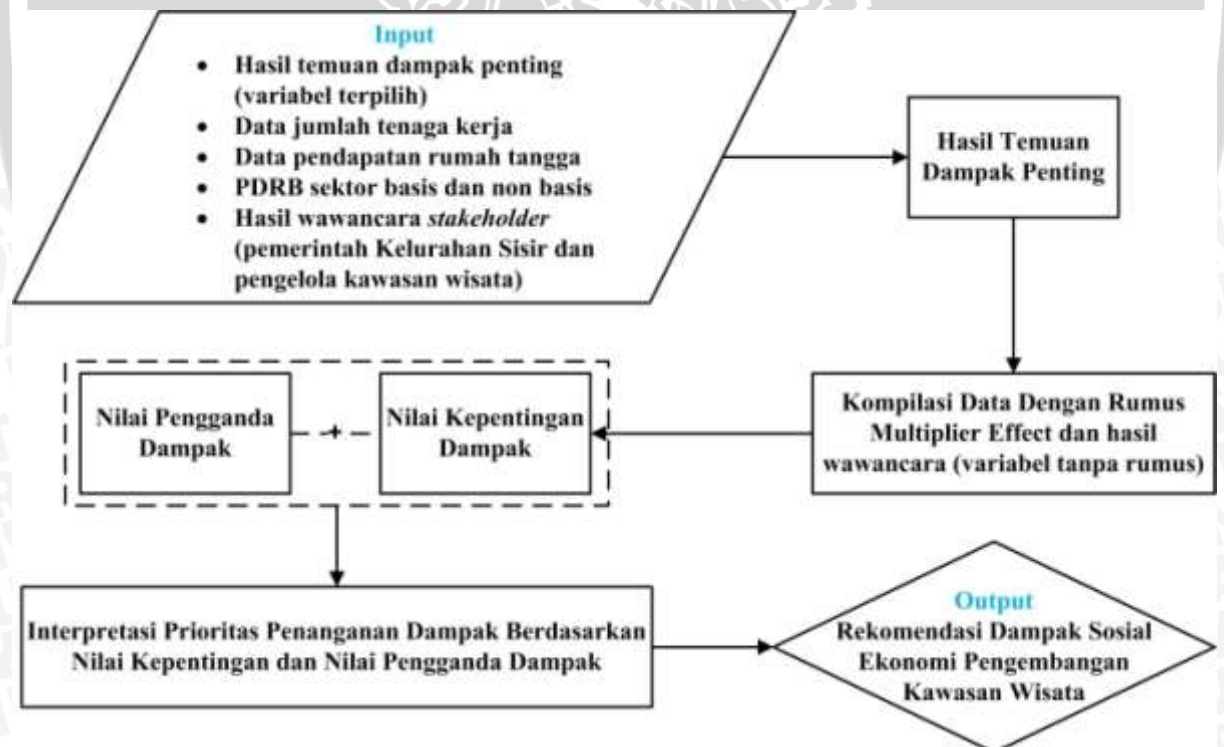 Input
• Hasil temuan dampak penting
(variabel terpilih)
• Data jumlah tenaga kerja
• Data pendapatan rumah tangga
• PDRB sektor basis dan non basis
• Hasil wawancara stakeholder
(pemerintah Kelurahan Sisir dan
pengelola kawasan wisata)
Hasil Temuan
Dampak Penting
Kompilasi Data Dengan Rumus
Multiplier Effect dan hasil
wawancara (variabel tanpa rumus)
Nilai Pengganda
Dampak
+
Nilai Kepentingan
Dampak
Interpretasi Prioritas Penanganan Dampak Berdasarkan
Nilai Kepentingan dan Nilai Pengganda Dampak
Output
Rekomendasi Dampak Sosial
Ekonomi Pengembangan
Kawasan Wisata